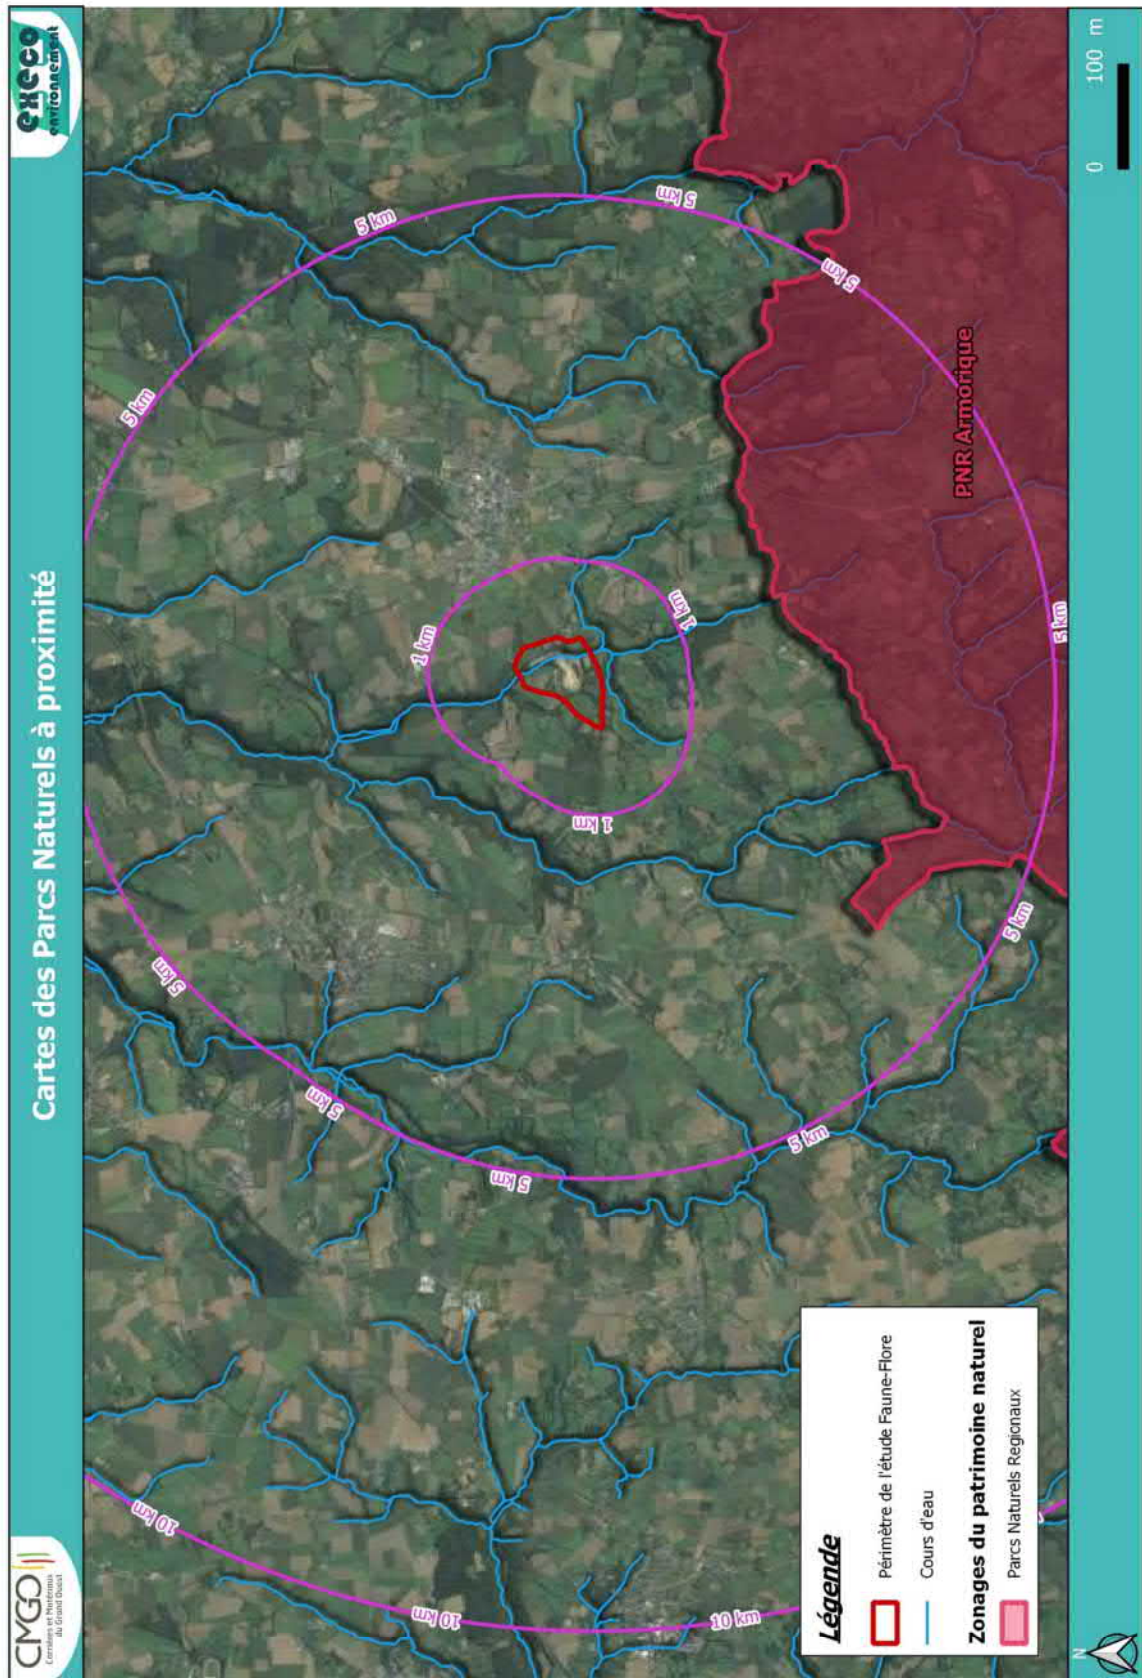 CMGO
Carrières et Matériaux
du Grand Ouest
Cartes des Parcs Naturels à proximité
execo
environnement
10 km
10 km
10 km
5 km
5 km
5 km
5 km
5 km
5 km
5 km
5 km
5 km
5 km
1 km
1 km
1 km
PNR Armorique
Légende
Périmètre de l'étude Faune-Flore
Cours d'eau
Zonages du patrimoine naturel
Parcs Naturels Regionaux
N
0 100 m